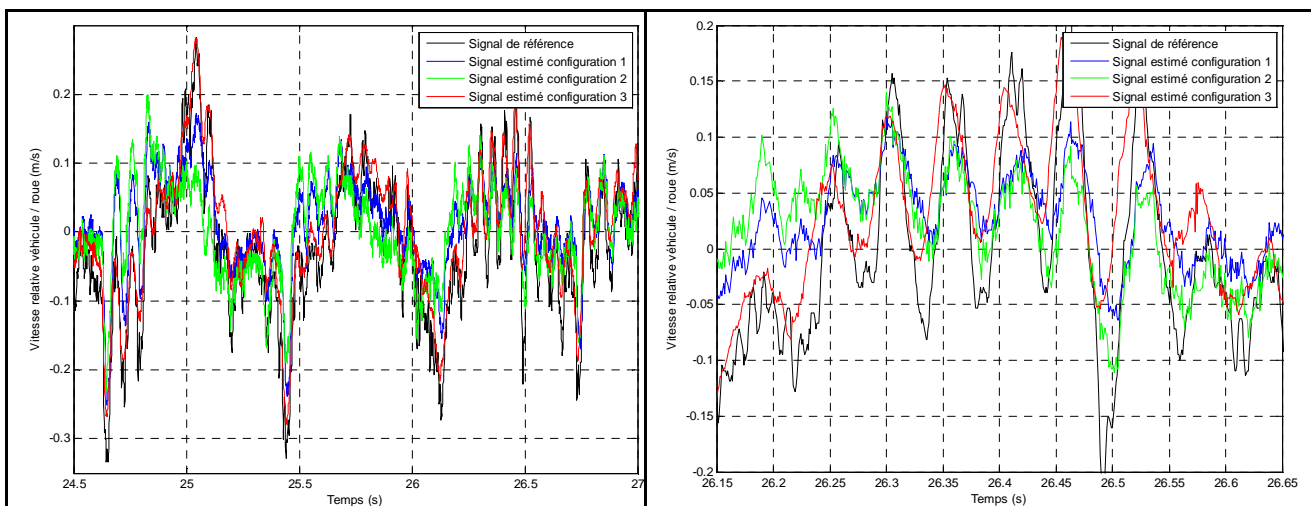 Signal de référence
Signal estimé configuration 1
Signal estimé configuration 2
Signal estimé configuration 3
Vitesse relative véhicule / roue (m/s)
0.2
0.1
0
-0.1
-0.2
-0.3
24.5
25
25.5
26
26.5
27
Temps (s)
Signal de référence
Signal estimé configuration 1
Signal estimé configuration 2
Signal estimé configuration 3
Vitesse relative véhicule / roue (m/s)
0.2
0.15
0.1
0.05
0
-0.05
-0.1
-0.15
-0.2
26.15
26.2
26.25
26.3
26.35
26.4
26.45
26.5
26.55
26.6
26.65
Temps (s)